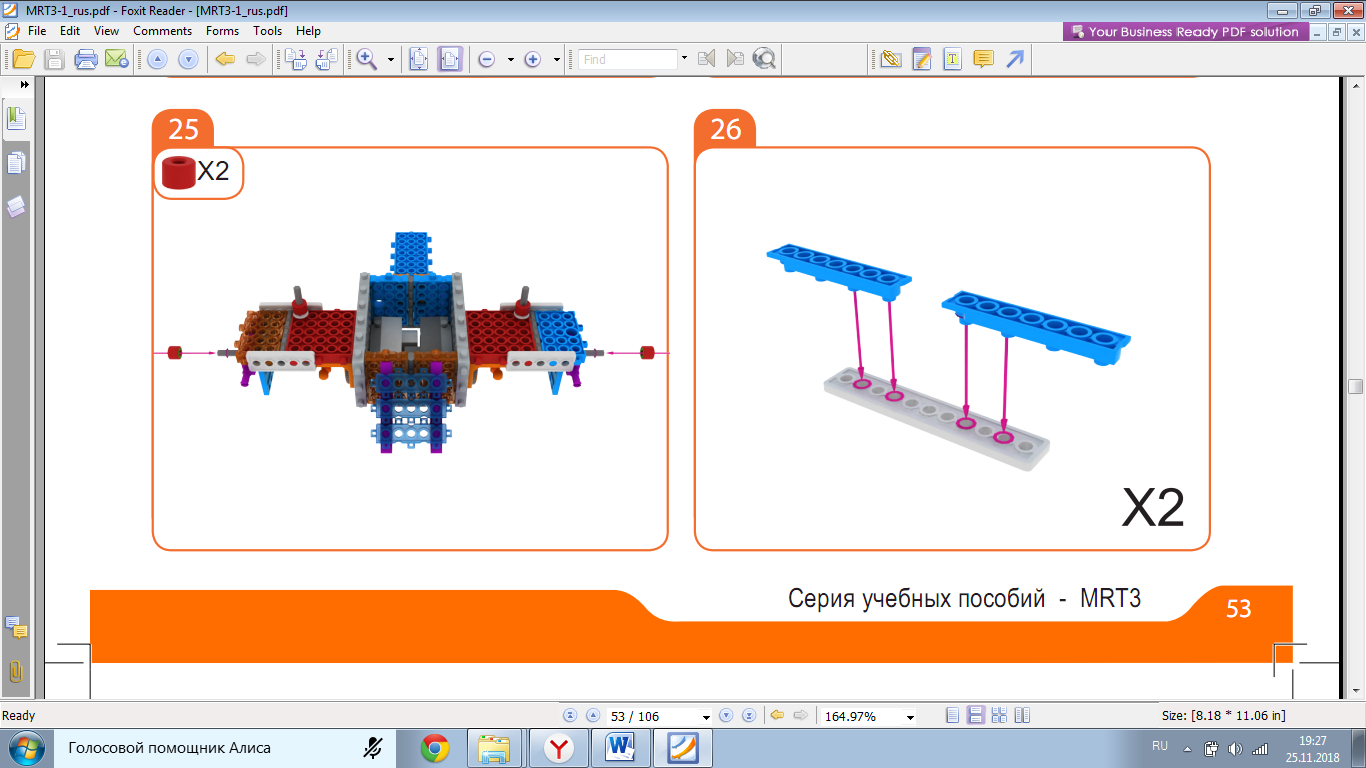 MRT3-1_rus.pdf - Foxit Reader - [MRT3-1_rus.pdf]
File Edit View Comments Forms Tools Help
Your Business Ready PDF solution
Find
25
X2
26
X2
Серия учебных пособий - MRT3
53
Ready
53 / 106
164.97%
Size: [8.18 * 11.06 in]
Голосовой помощник Алиса
RU
19:27
25.11.2018